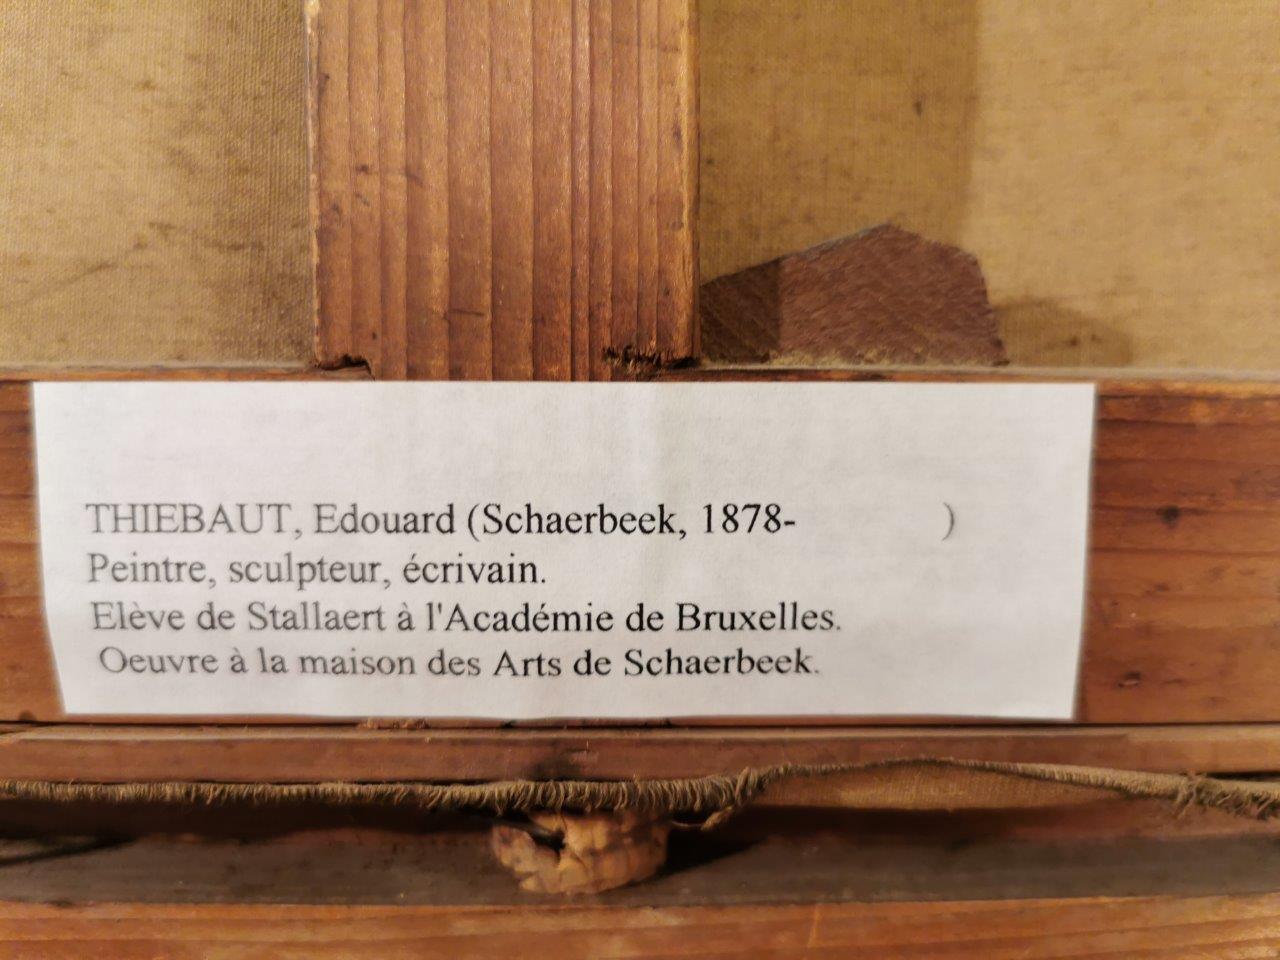 THIEBAUT, Edouard (Schaerbeek, 1878- )
Peintre, sculpteur, écrivain.
Elève de Stallaert à l'Académie de Bruxelles.
Oeuvre à la maison des Arts de Schaerbeek.